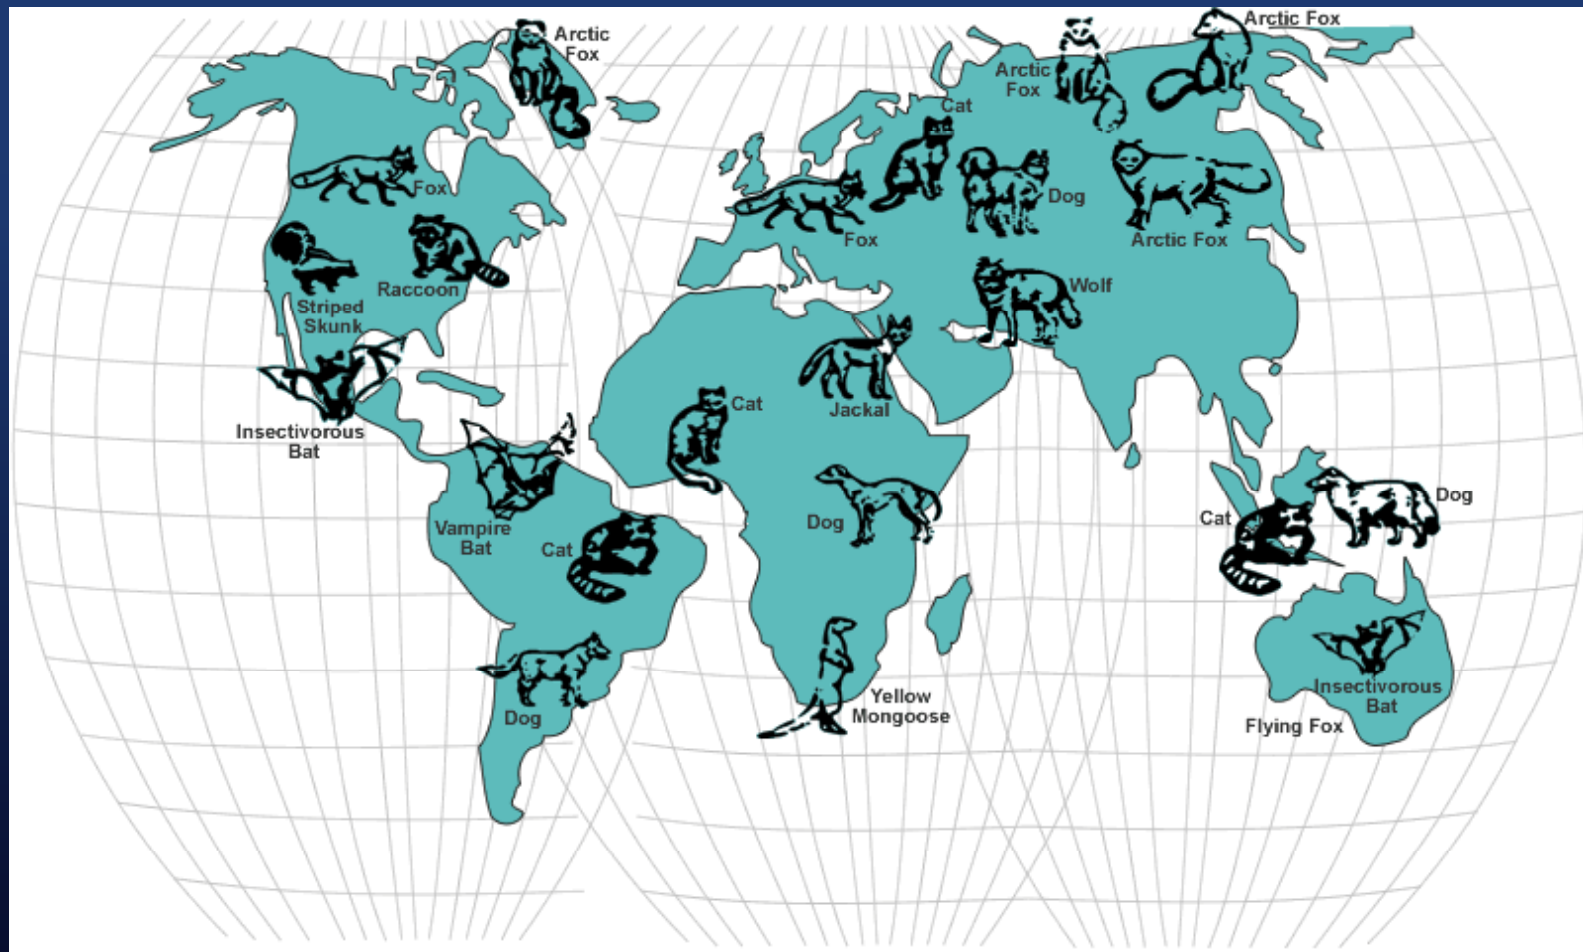 Arctic
Fox
Arctic Fox
Arctic
Fox
Cat
Fox
Dog
Fox
Arctic Fox
Raccoon
Striped
Skunk
Wolf
Insectivorous
Bat
Cat
Jackal
Vampire
Bat
Cat
Dog
Cat
Dog
Dog
Yellow
Mongoose
Insectivorous
Bat
Flying Fox